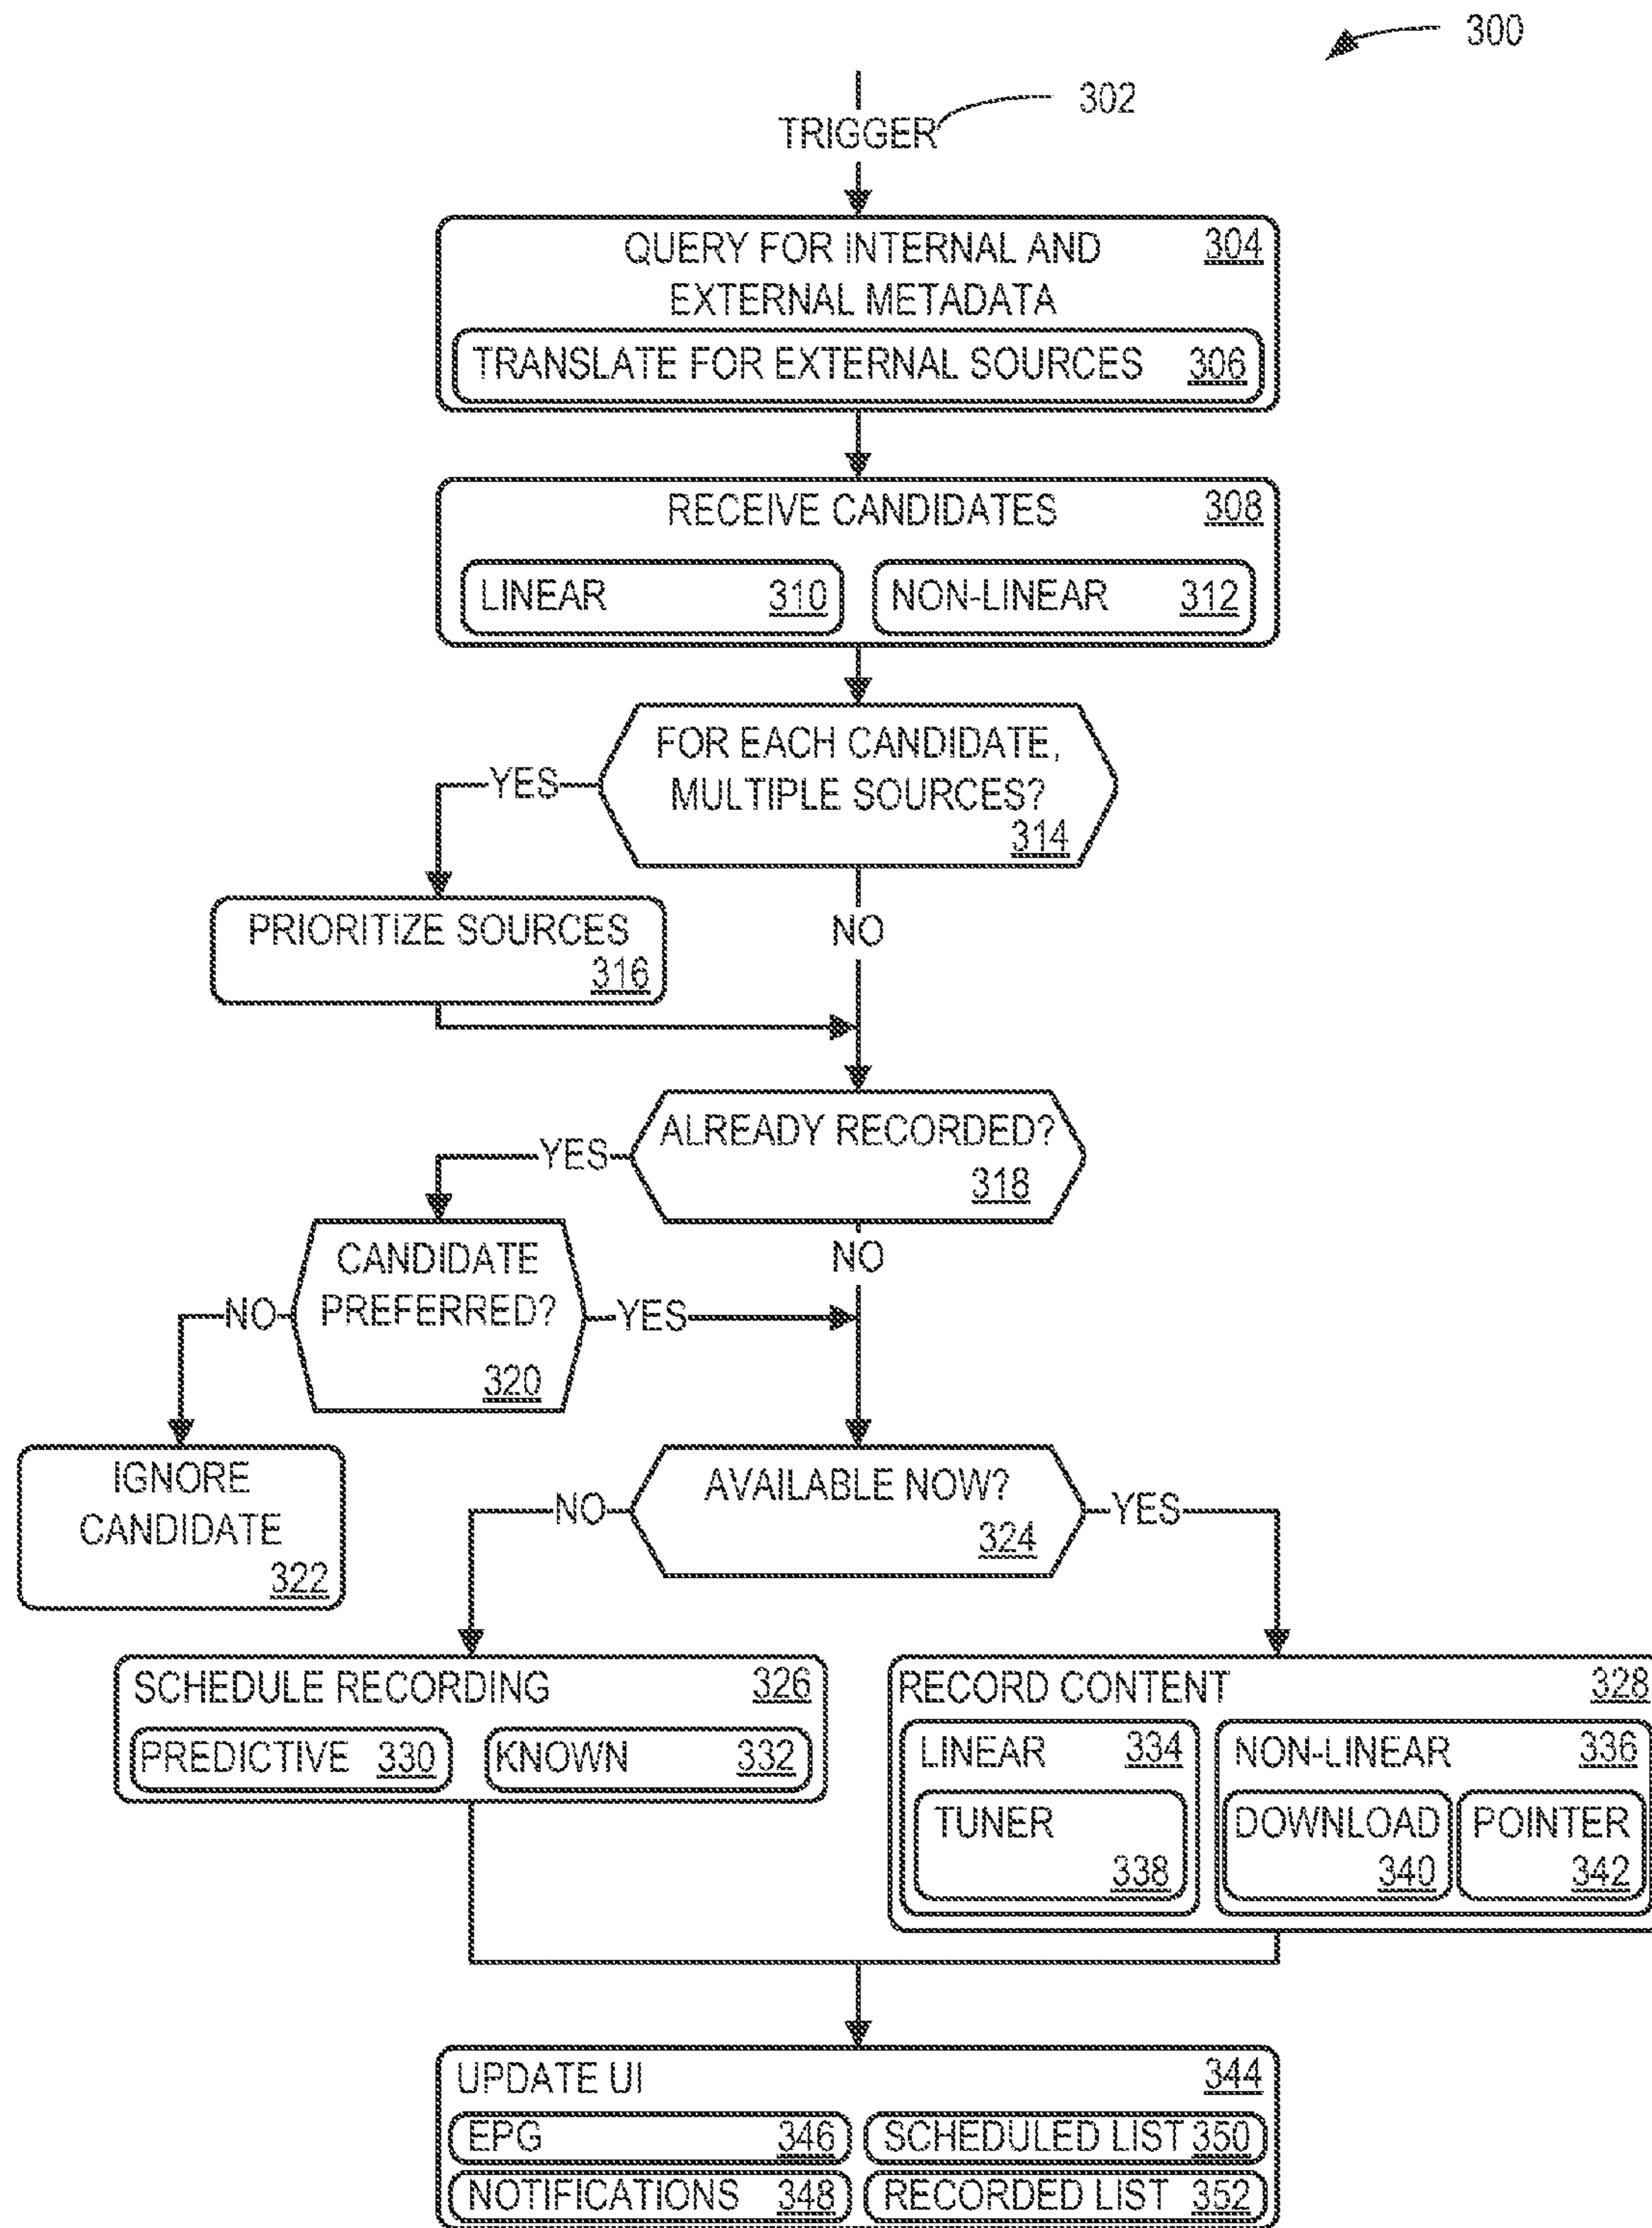 300
302
TRIGGER
QUERY FOR INTERNAL AND 304
EXTERNAL METADATA
TRANSLATE FOR EXTERNAL SOURCES 306
RECEIVE CANDIDATES 308
LINEAR 310 NON-LINEAR 312
FOR EACH CANDIDATE,
YES MULTIPLE SOURCES?
314
PRIORITIZE SOURCES NO
316
ALREADY RECORDED?
YES
318
CANDIDATE NO
NO PREFERRED? YES
320
IGNORE AVAILABLE NOW?
NO YES
CANDIDATE 324
322
SCHEDULE RECORDING 326 RECORD CONTENT 328
PREDICTIVE 330 KNOWN 332 LINEAR 334 NON-LINEAR 336
TUNER DOWNLOAD POINTER
338 340 342
UPDATE UI 344
EPG 346 SCHEDULED LIST 350
NOTIFICATIONS 348 RECORDED LIST 352